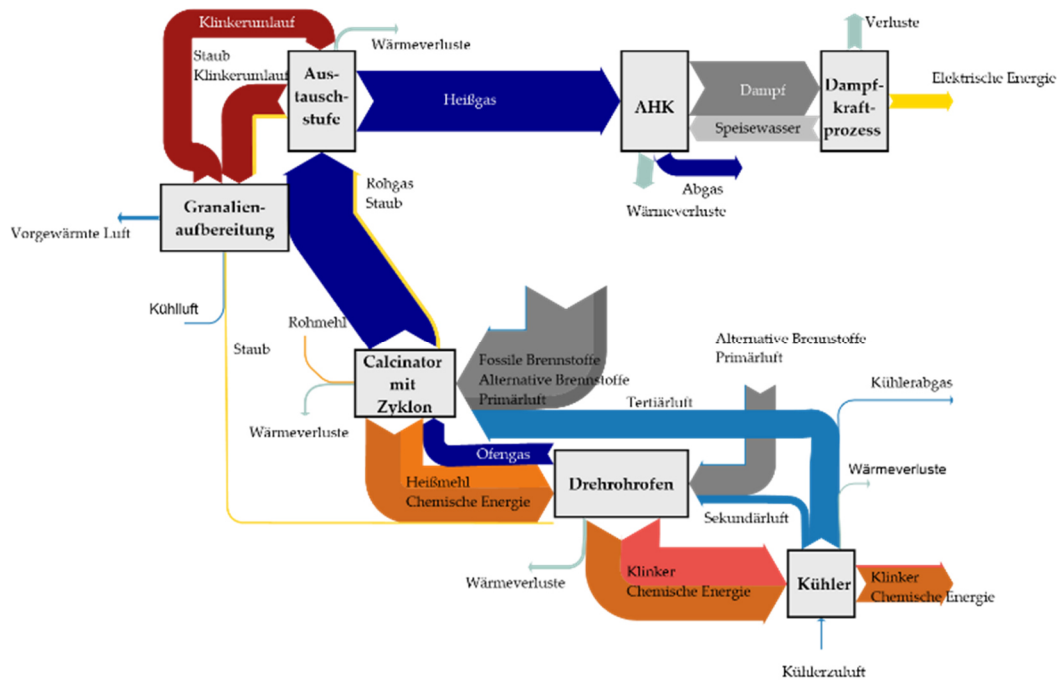 Klinkerumlauf
Verluste
Wärmeverluste
Staub
Klinkerumlauf
Aus-
tausch-
stufe
Heißgas
AHK
Dampf
Speisewasser
Dampf-
kraft-
prozess
Elektrische Energie
Rohgas
Staub
Abgas
Wärmeverluste
Granalien-
aufbereitung
Vorgewärmte Luft
Kühlluft
Rohmehl
Staub
Calcinator
mit
Zyklon
Fossile Brennstoffe
Alternative Brennstoffe
Primärluft
Alternative Brennstoffe
Primärluft
Kühlerabgas
Tertiärluft
Wärmeverluste
Ofengas
Heißmehl
Chemische Energie
Drehrohrofen
Wärmeverluste
Sekundärluft
Wärmeverluste
Klinker
Chemische Energie
Kühler
Klinker
Chemische Energie
Kühlerzuluft